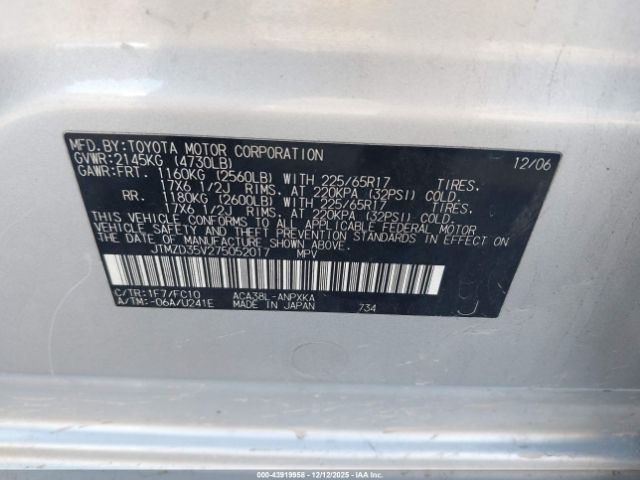 MFD.BY:TOYOTA MOTOR CORPORATION 12/06
GVWR:2145KG (4730LB)
GAWR:FRT. 1160KG (2560LB) WITH 225/65R17 TIRES,
17X6 1/2J RIMS, AT 220KPA (32PSI) COLD.
RR. 1180KG (2600LB) WITH 225/65R17 TIRES,
17X6 1/2J RIMS, AT 220KPA (32PSI) COLD.
THIS VEHICLE CONFORMS TO ALL APPLICABLE FEDERAL MOTOR
VEHICLE SAFETY AND THEFT PREVENTION STANDARDS IN
EFFECT ON THE DATE OF MANUFACTURE SHOWN ABOVE.
JTMZD35V275052017 MPV
C/TR:1F7/FC10 ACA38L-ANPXKA
A/TM:-06A/U241E MADE IN JAPAN 734
000-43919958 - 12/12/2025 - IAAI.COM